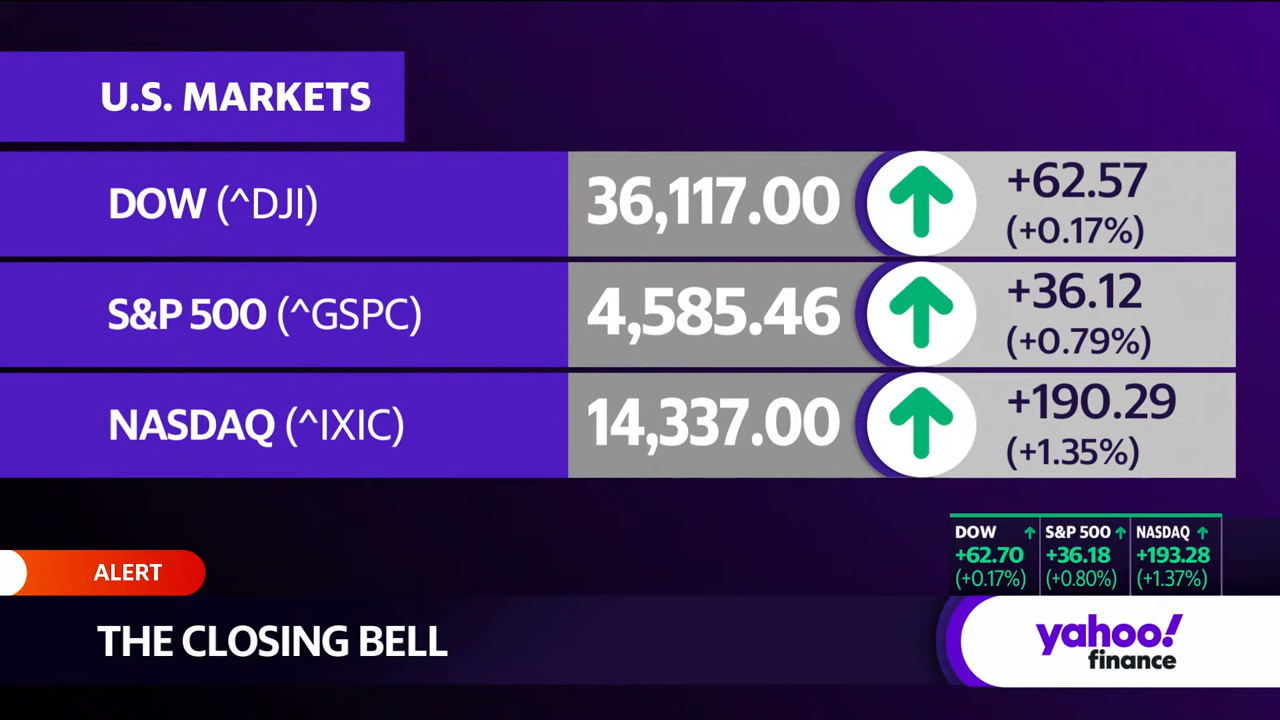 U.S. MARKETS
DOW (^DJI) 36,117.00 +62.57
(+0.17%)
S&P 500 (^GSPC) 4,585.46 +36.12
(+0.79%)
NASDAQ (^IXIC) 14,337.00 +190.29
(+1.35%)
DOW S&P 500 NASDAQ
+62.70 +36.18 +193.28
(+0.17%) (+0.80%) (+1.37%)
ALERT
THE CLOSING BELL
yahoo!
finance